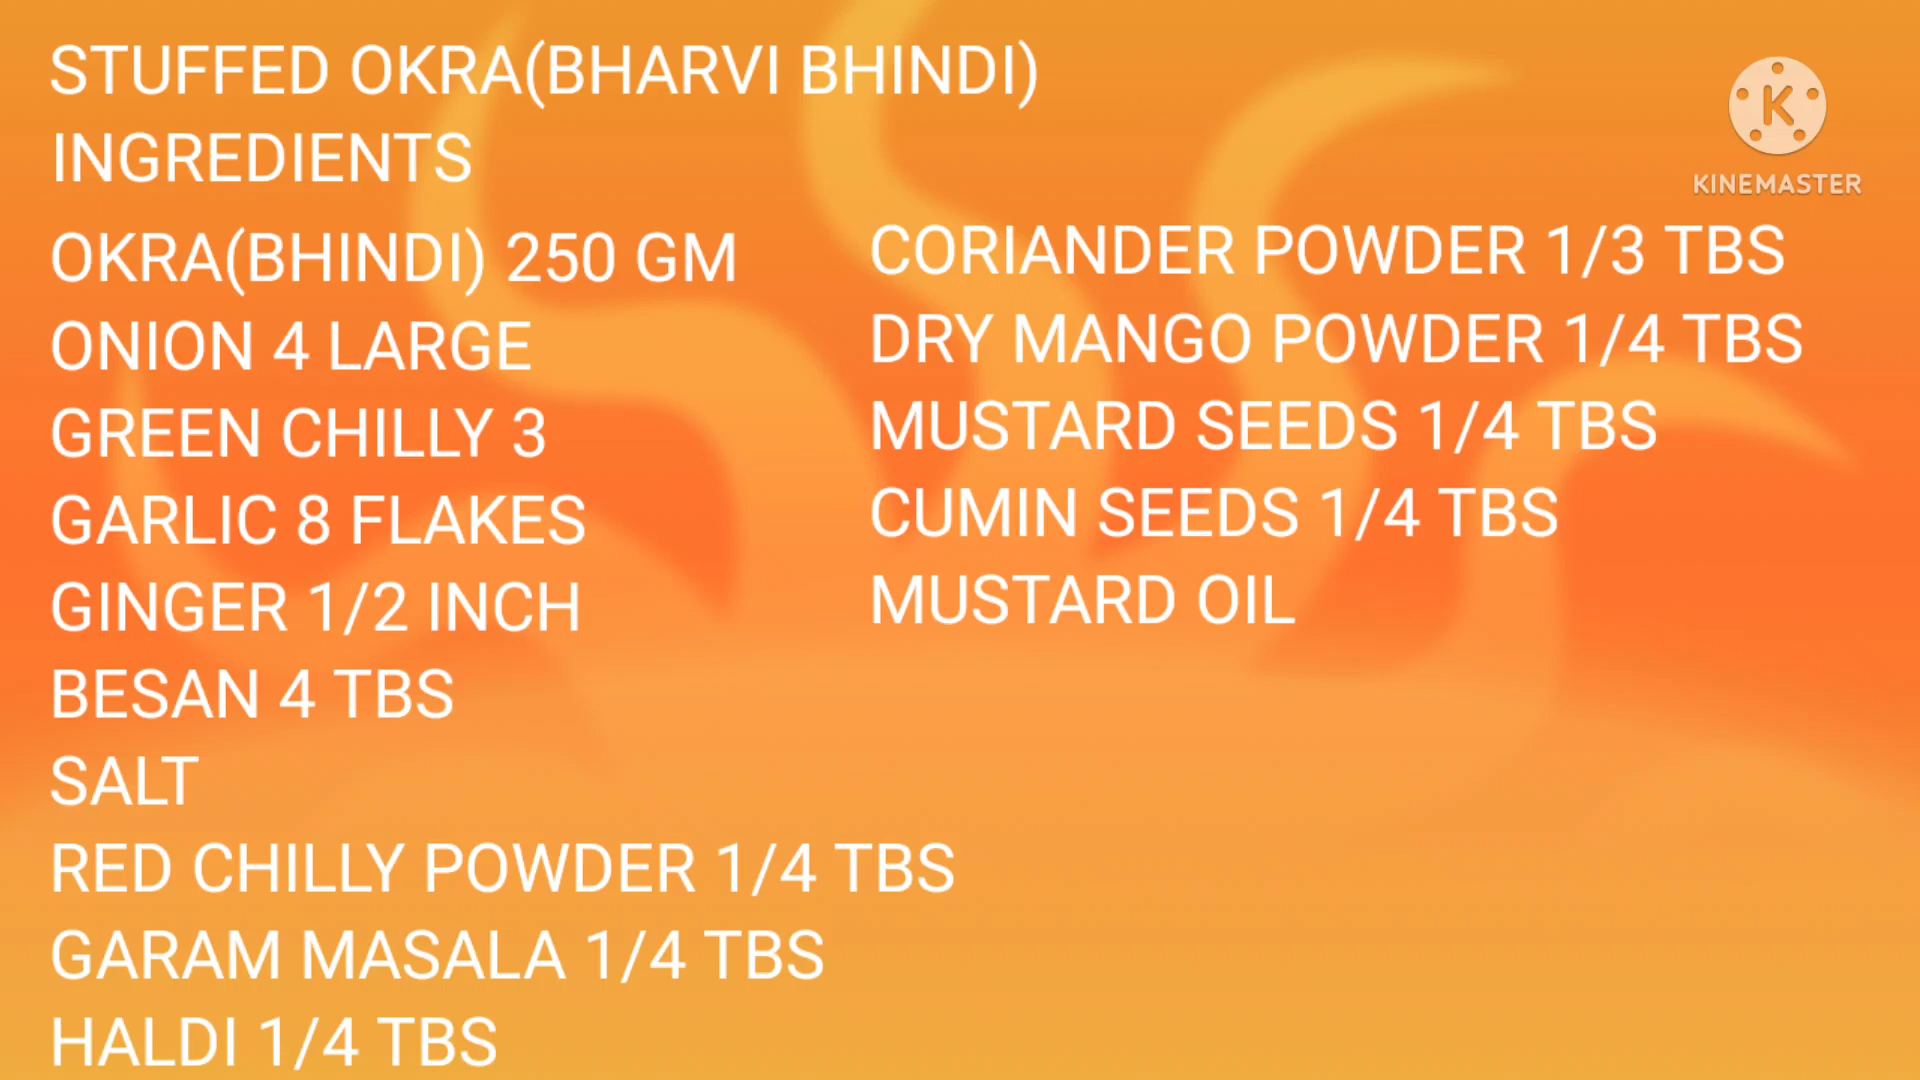 STUFFED OKRA(BHARVI BHINDI)
INGREDIENTS
OKRA(BHINDI) 250 GM
ONION 4 LARGE
GREEN CHILLY 3
GARLIC 8 FLAKES
GINGER 1/2 INCH
BESAN 4 TBS
SALT
RED CHILLY POWDER 1/4 TBS
GARAM MASALA 1/4 TBS
HALDI 1/4 TBS
CORIANDER POWDER 1/3 TBS
DRY MANGO POWDER 1/4 TBS
MUSTARD SEEDS 1/4 TBS
CUMIN SEEDS 1/4 TBS
MUSTARD OIL
K
KINEMASTER